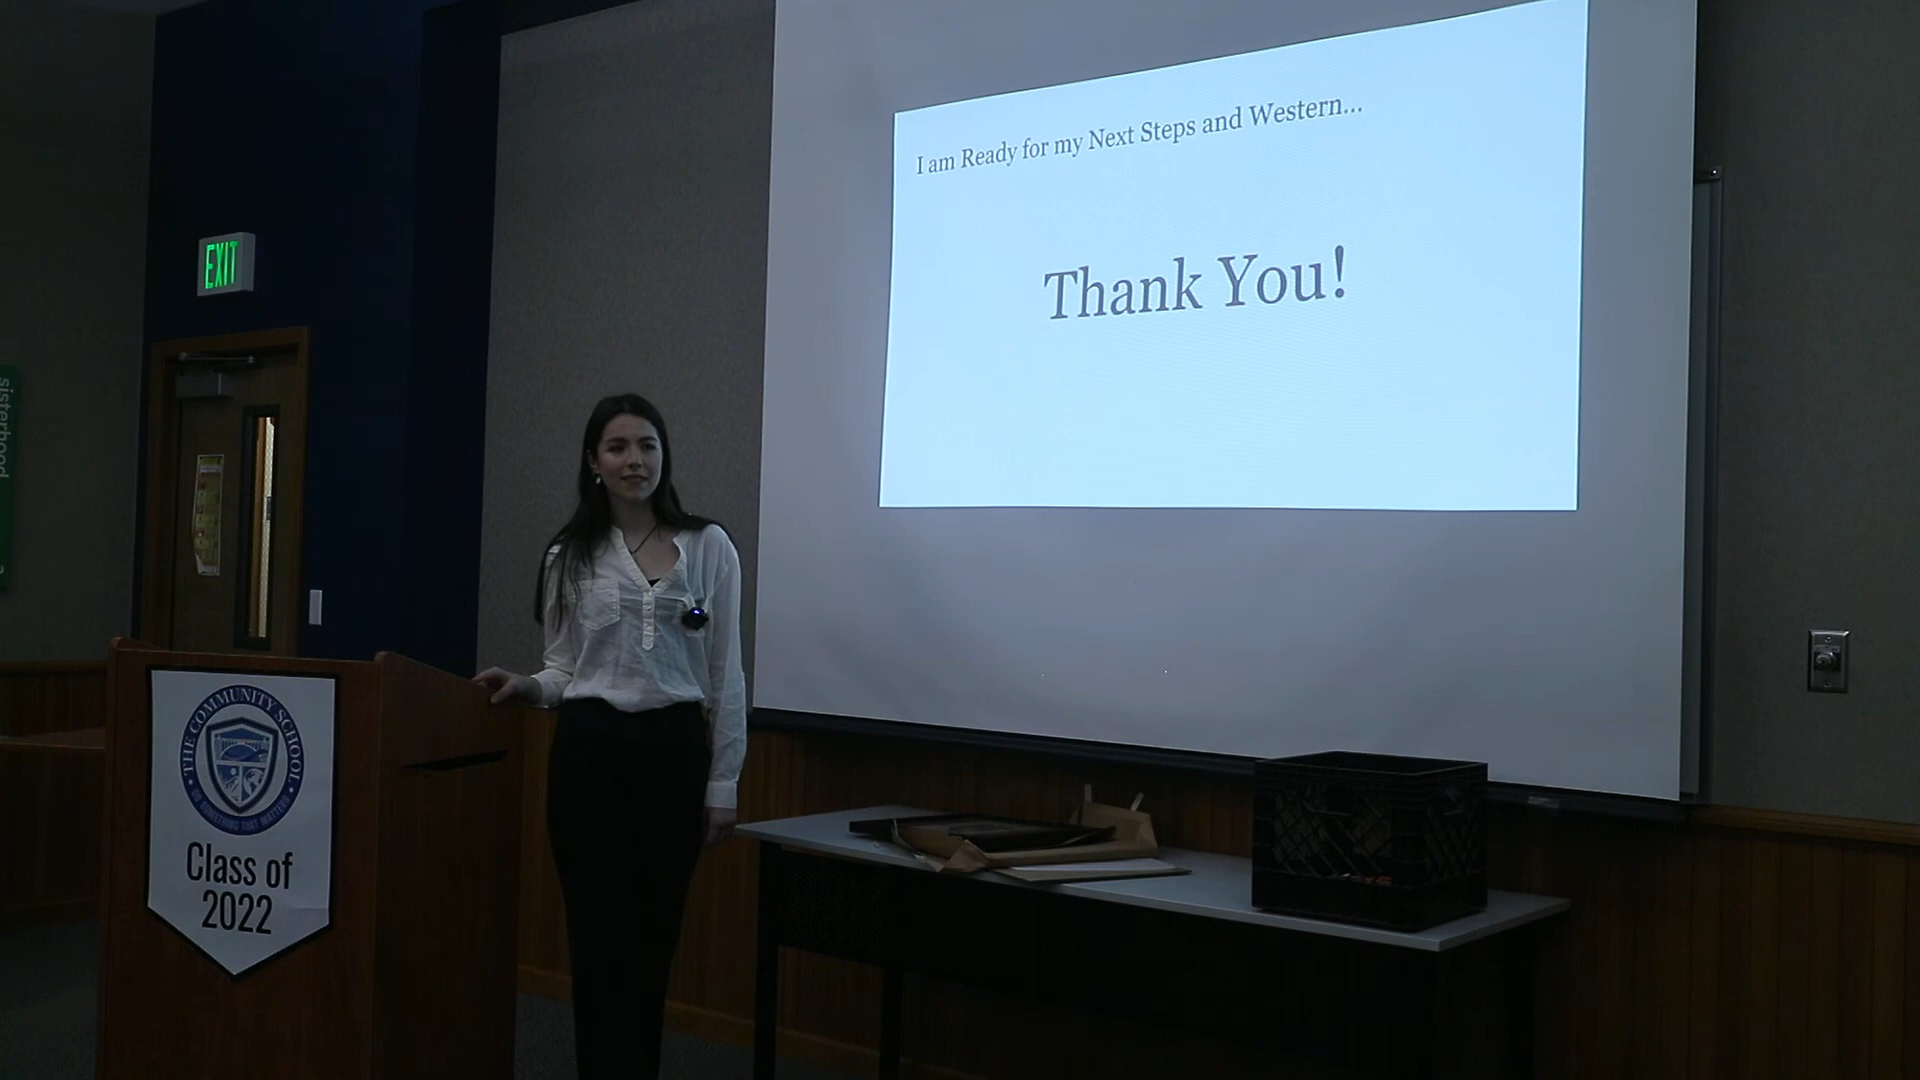 I am Ready for my Next Steps and Western...
Thank You!
EXIT
sisterhood
THE COMMUNITY SCHOOL
DO SOMETHING THAT MATTERS
Class of
2022